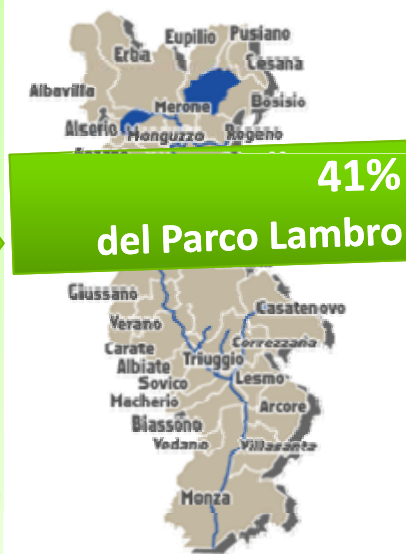 Eupilio Pusiano
Erba
Cesana
Albavilla
Merone Bosisio
Alserio Monguzzo Rogeno
41%
del Parco Lambro
Giussano
Casatenovo
Verano
Correzzana
Carate
Triuggio
Albiate
Lesmo
Sovico
Macherio
Arcore
Biassono
Vedano Villasanta
Monza